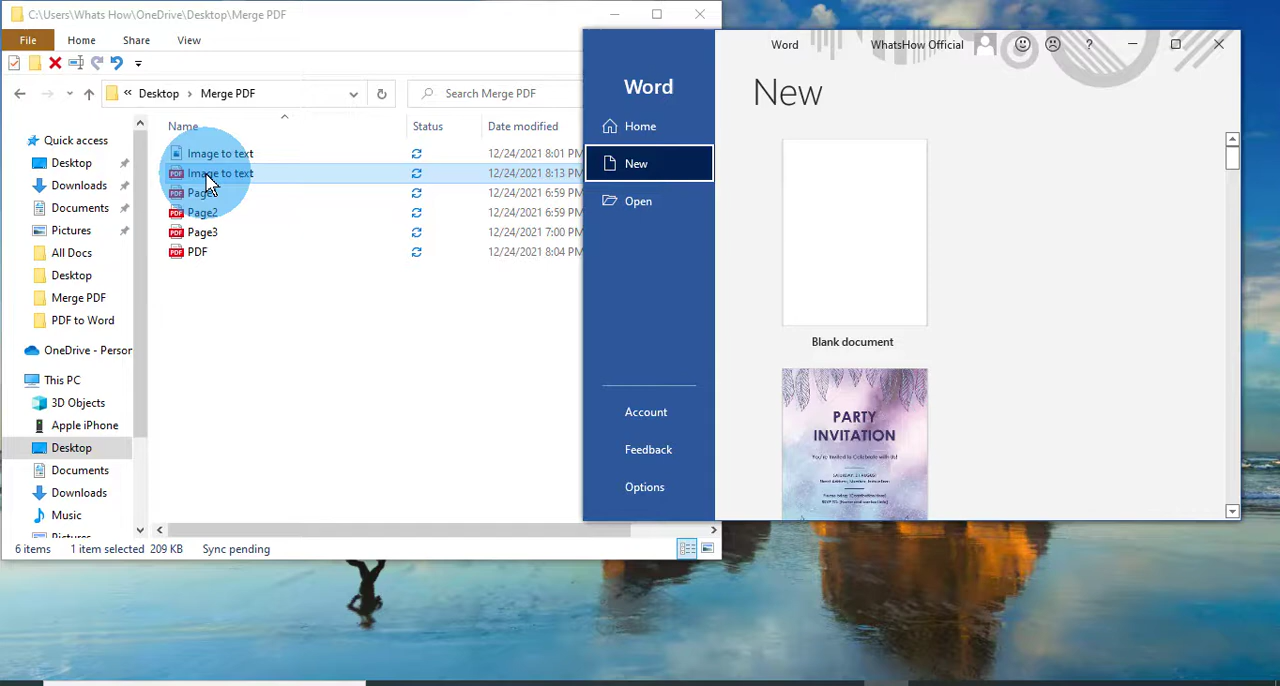 C:\Users\Whats How\OneDrive\Desktop\Merge PDF
File Home Share View
Desktop › Merge PDF
Search Merge PDF
Name Status Date modified
Image to text 12/24/2021 8:01 PM
Image to text 12/24/2021 8:13 PM
12/24/2021 6:59 PM
Page2 12/24/2021 6:59 PM
Page3 12/24/2021 7:00 PM
PDF 12/24/2021 8:04 PM
Quick access
Desktop
Downloads
Documents
Pictures
All Docs
Desktop
Merge PDF
PDF to Word
OneDrive - Person
This PC
3D Objects
Apple iPhone
Desktop
Documents
Downloads
Music
Pictures
6 items 1 item selected 209 KB Sync pending
Word WhatsHow Official ?
Word
Home
New
Open
Account
Feedback
Options
New
Blank document
PARTY
INVITATION